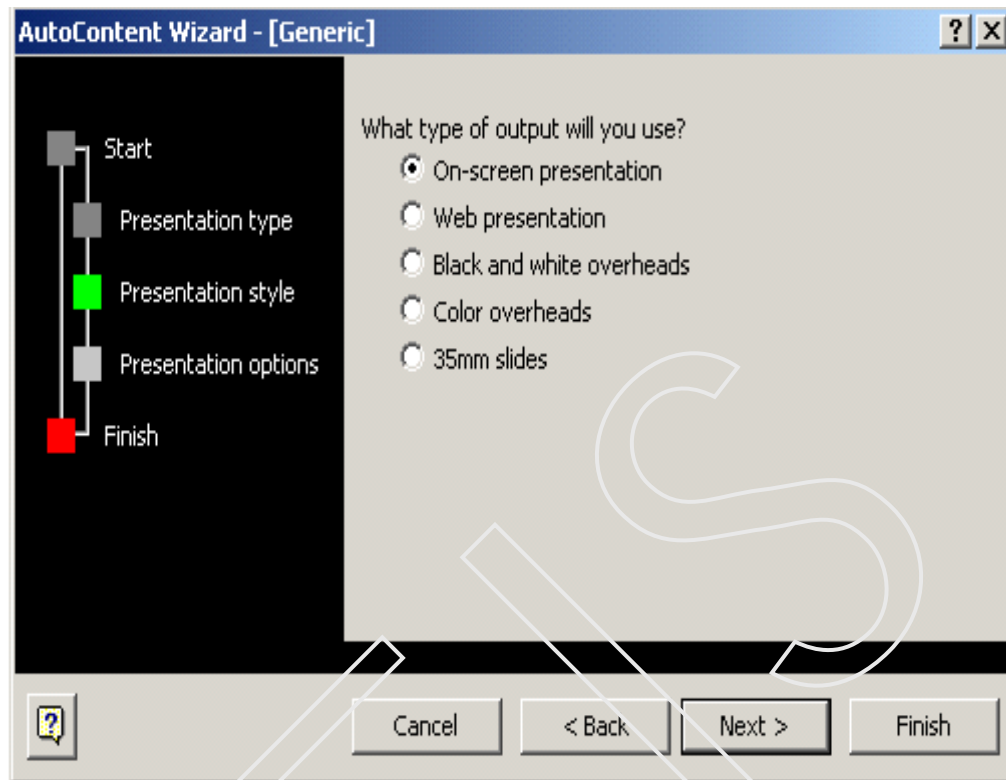 AutoContent Wizard - [Generic]
Start
Presentation type
Presentation style
Presentation options
Finish
What type of output will you use?
On-screen presentation
Web presentation
Black and white overheads
Color overheads
35mm slides
Cancel
< Back
Next >
Finish